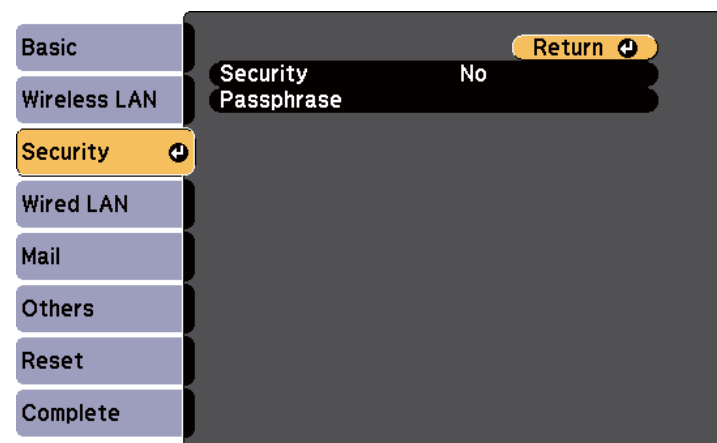 Basic
Wireless LAN
Security
Wired LAN
Mail
Others
Reset
Complete
Return
Security No
Passphrase